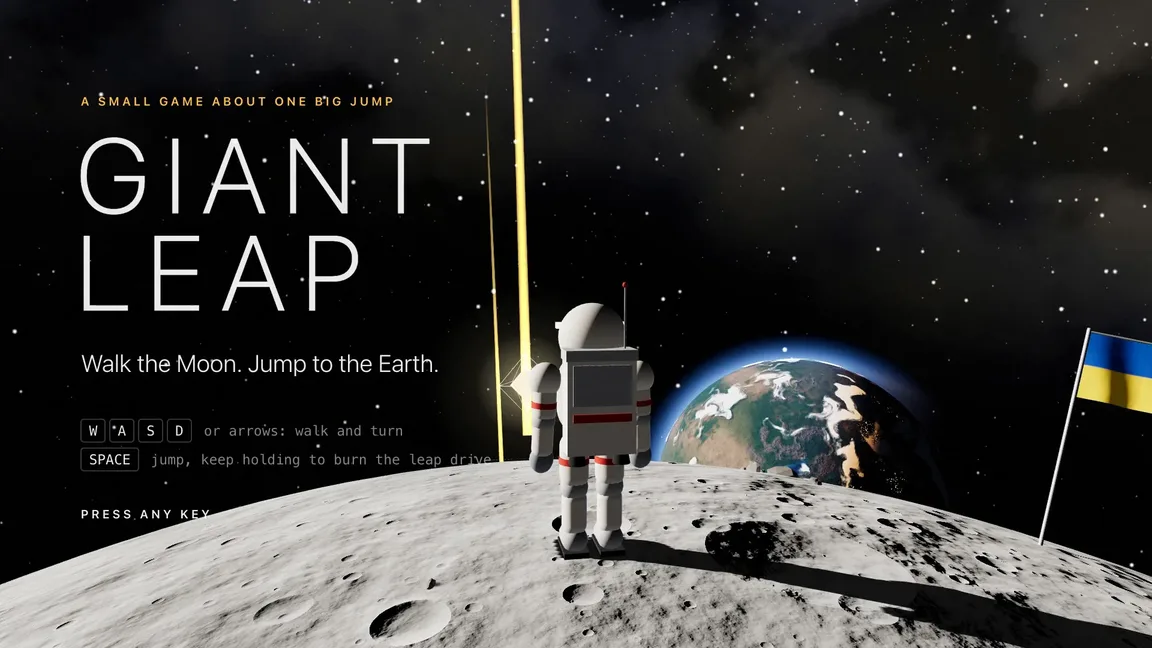 A SMALL GAME ABOUT ONE BIG JUMP
GIANT
LEAP
Walk the Moon. Jump to the Earth.
W A S D or arrows: walk and turn
SPACE jump, keep holding to burn the leap drive
PRESS ANY KEY